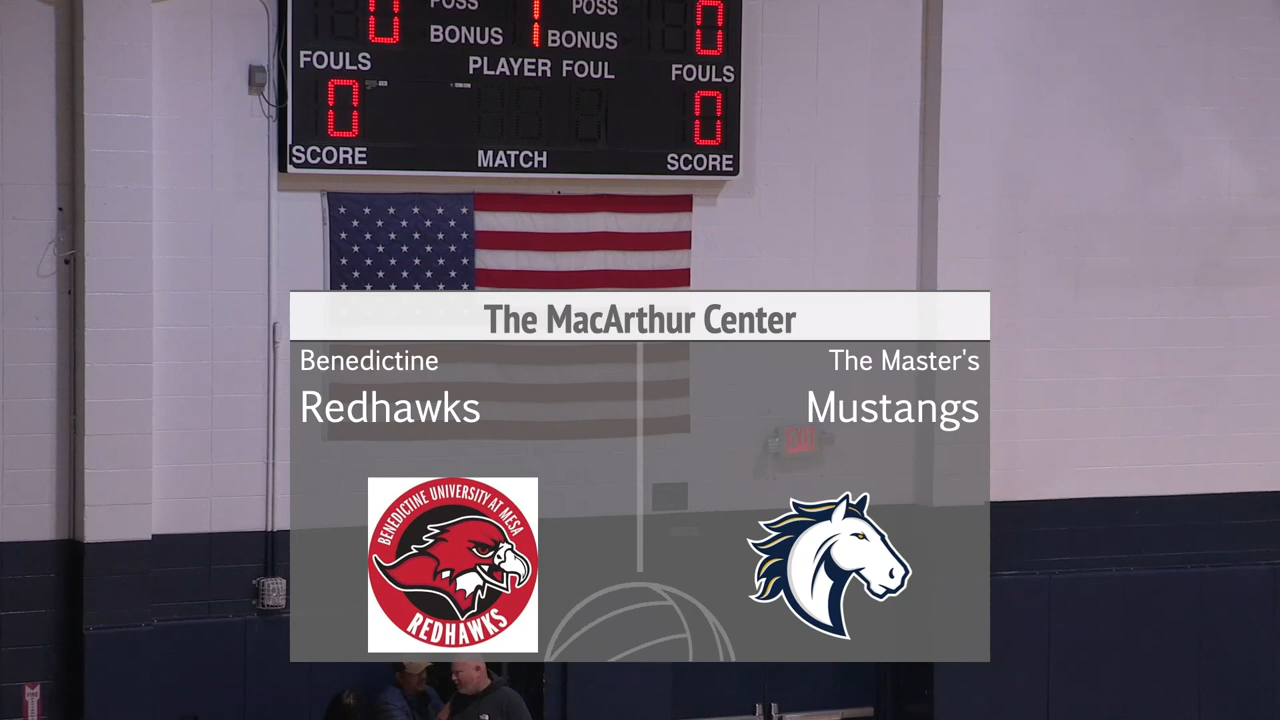 POSS
POSS
0
1
0
BONUS
BONUS
FOULS
PLAYER FOUL
FOULS
0
0
SCORE
MATCH
SCORE
The MacArthur Center
Benedictine
The Master's
Redhawks
Mustangs
EXIT
BENEDICTINE UNIVERSITY AT MESA
REDHAWKS